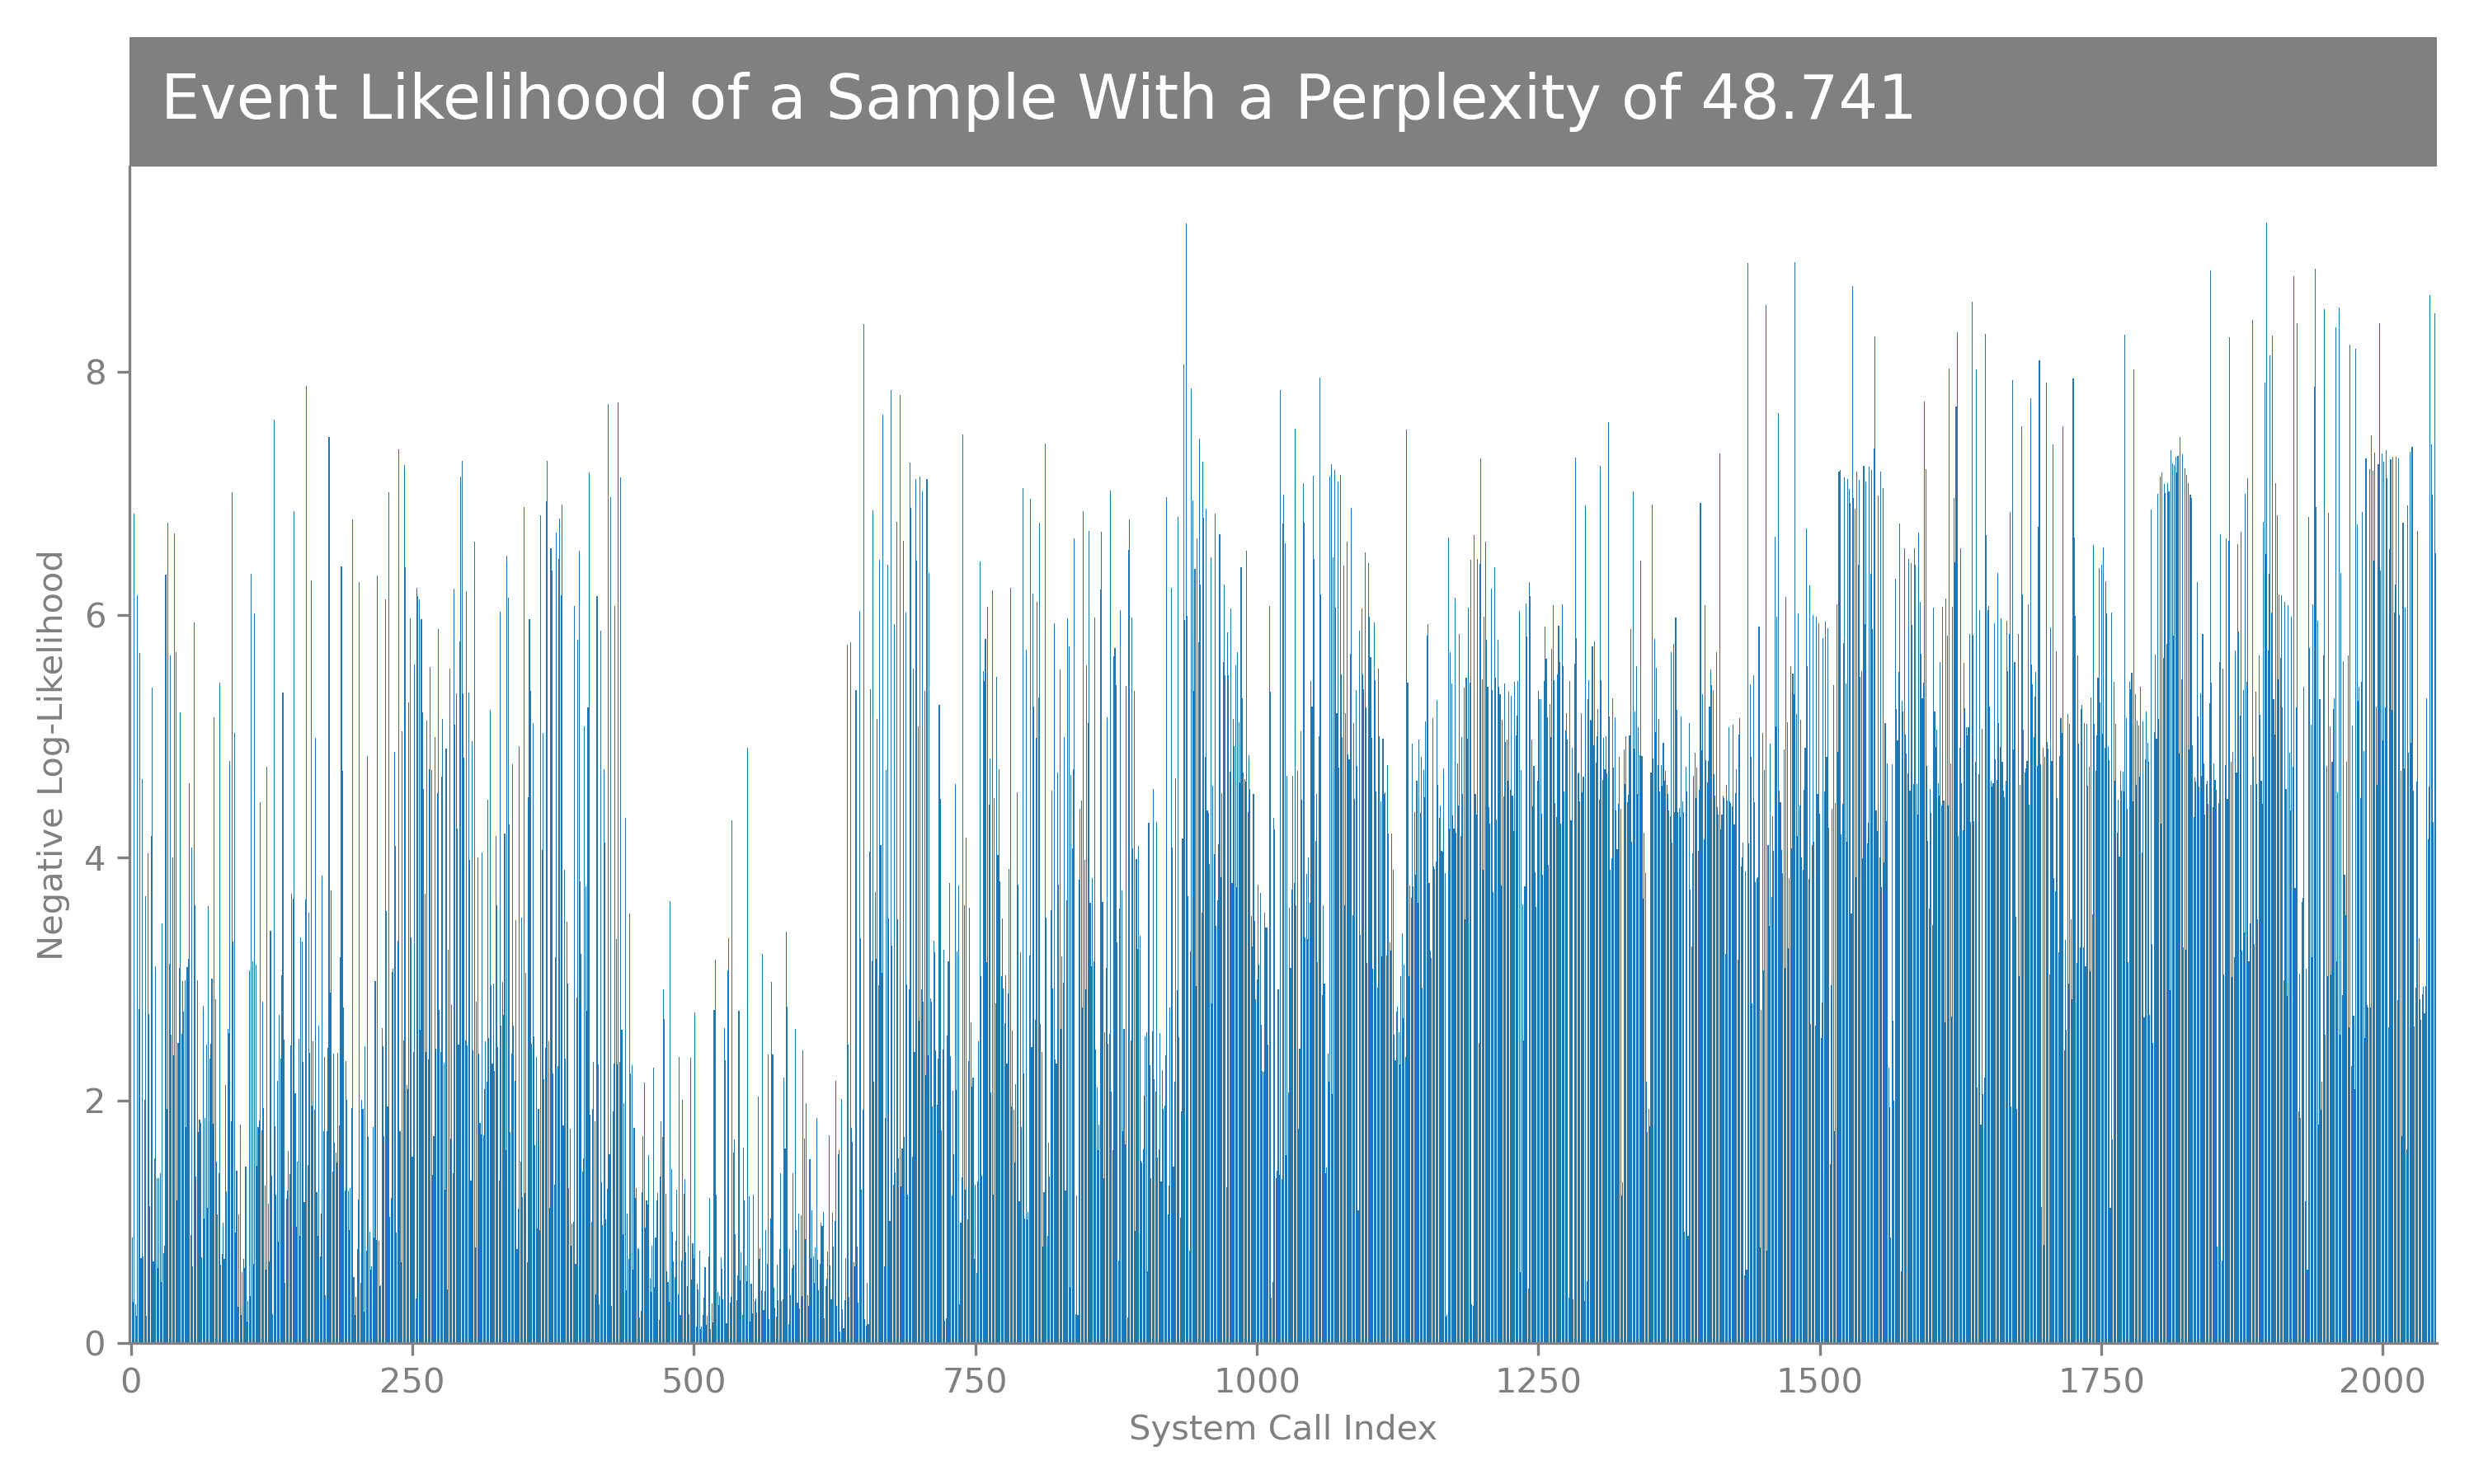 Event Likelihood of a Sample With a Perplexity of 48.741
Negative Log-Likelihood
8
6
4
2
0
0 250 500 750 1000 1250 1500 1750 2000
System Call Index